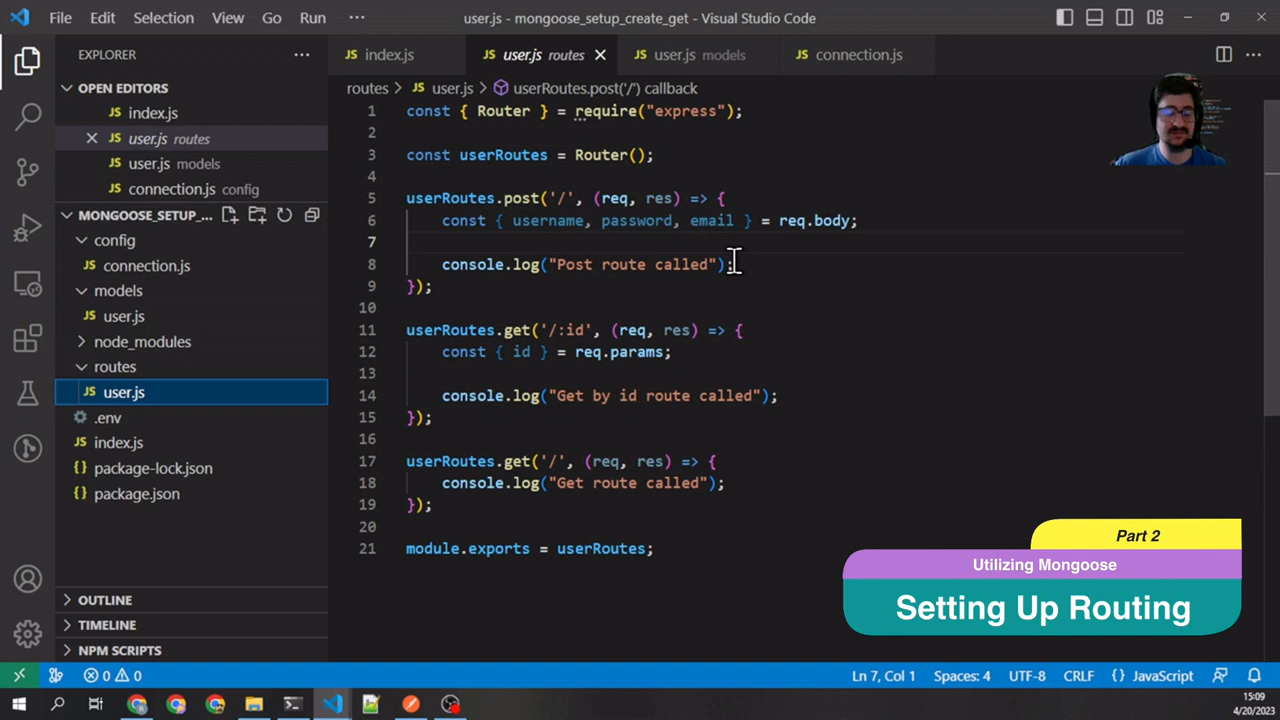 File Edit Selection View Go Run ··· user.js - mongoose_setup_create_get - Visual Studio Code
EXPLORER ···
JS index.js JS user.js routes JS user.js models JS connection.js ···
OPEN EDITORS
JS index.js
JS user.js routes
JS user.js models
JS connection.js config
MONGOOSE_SETUP_...
config
JS connection.js
models
JS user.js
node_modules
routes
JS user.js
.env
JS index.js
{} package-lock.json
{} package.json
OUTLINE
TIMELINE
NPM SCRIPTS
routes > JS user.js > userRoutes.post('/') callback
1 const { Router } = require("express");
2
3 const userRoutes = Router();
4
5 userRoutes.post('/', (req, res) => {
6 const { username, password, email } = req.body;
7
8 console.log("Post route called");
9 });
10
11 userRoutes.get('/:id', (req, res) => {
12 const { id } = req.params;
13
14 console.log("Get by id route called");
15 });
16
17 userRoutes.get('/', (req, res) => {
18 console.log("Get route called");
19 });
20
21 module.exports = userRoutes;
Part 2
Utilizing Mongoose
Setting Up Routing
0 0 Ln 7, Col 1 Spaces: 4 UTF-8 CRLF {} JavaScript
15:09
4/20/2023